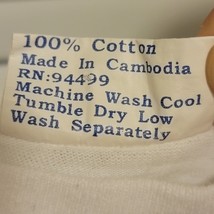 100% Cotton
Made In Cambodia
RN:94499
Machine Wash Cool
Tumble Dry Low
Wash Separately